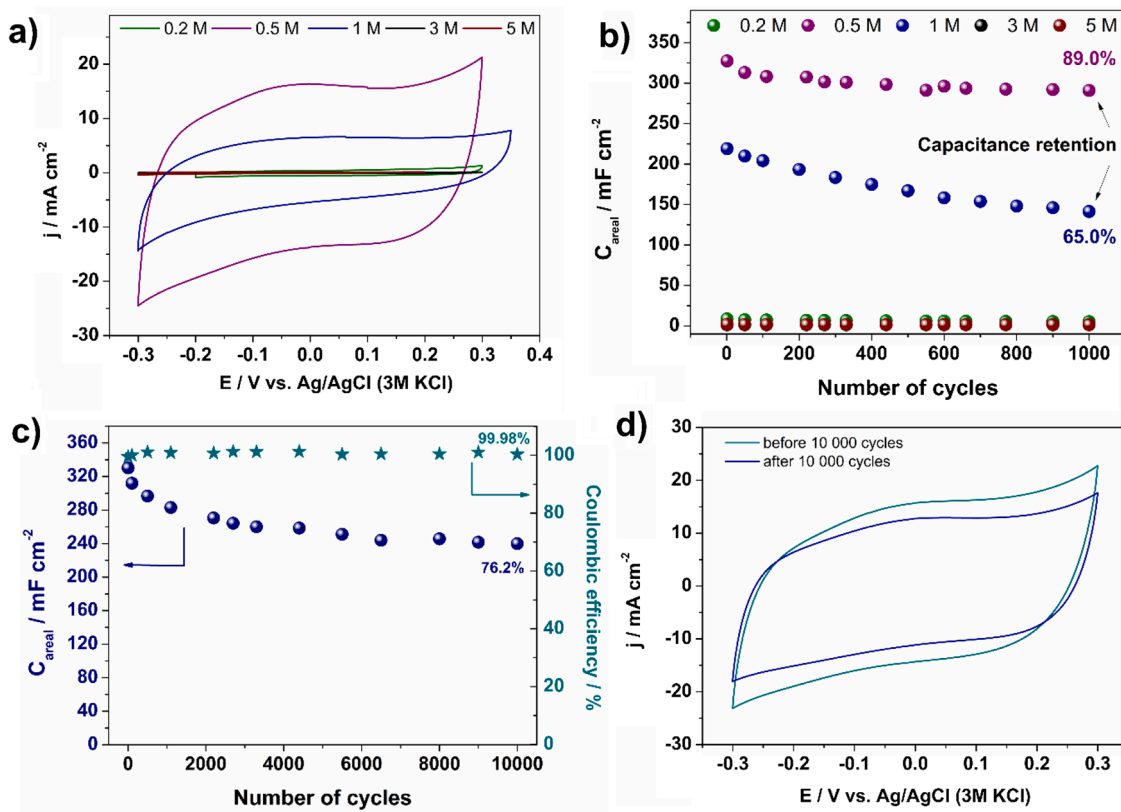 a)
0.2 M 0.5 M 1 M 3 M 5 M
20
10
0
-10
-20
-30
j / mA cm-2
-0.3 -0.2 -0.1 0.0 0.1 0.2 0.3 0.4
E / V vs. Ag/AgCl (3M KCl)
b)
0.2 M 0.5 M 1 M 3 M 5 M
350
300
250
200
150
100
50
0
C areal / mF cm-2
89.0%
Capacitance retention
65.0%
0 200 400 600 800 1000
Number of cycles
c)
360
320
280
240
200
160
120
80
40
0
C areal / mF cm-2
99.98%
76.2%
100
80
60
40
20
0
Coulombic efficiency / %
0 2000 4000 6000 8000 10000
Number of cycles
d)
before 10 000 cycles
after 10 000 cycles
30
20
10
0
-10
-20
-30
j / mA cm-2
-0.3 -0.2 -0.1 0.0 0.1 0.2 0.3
E / V vs. Ag/AgCl (3M KCl)